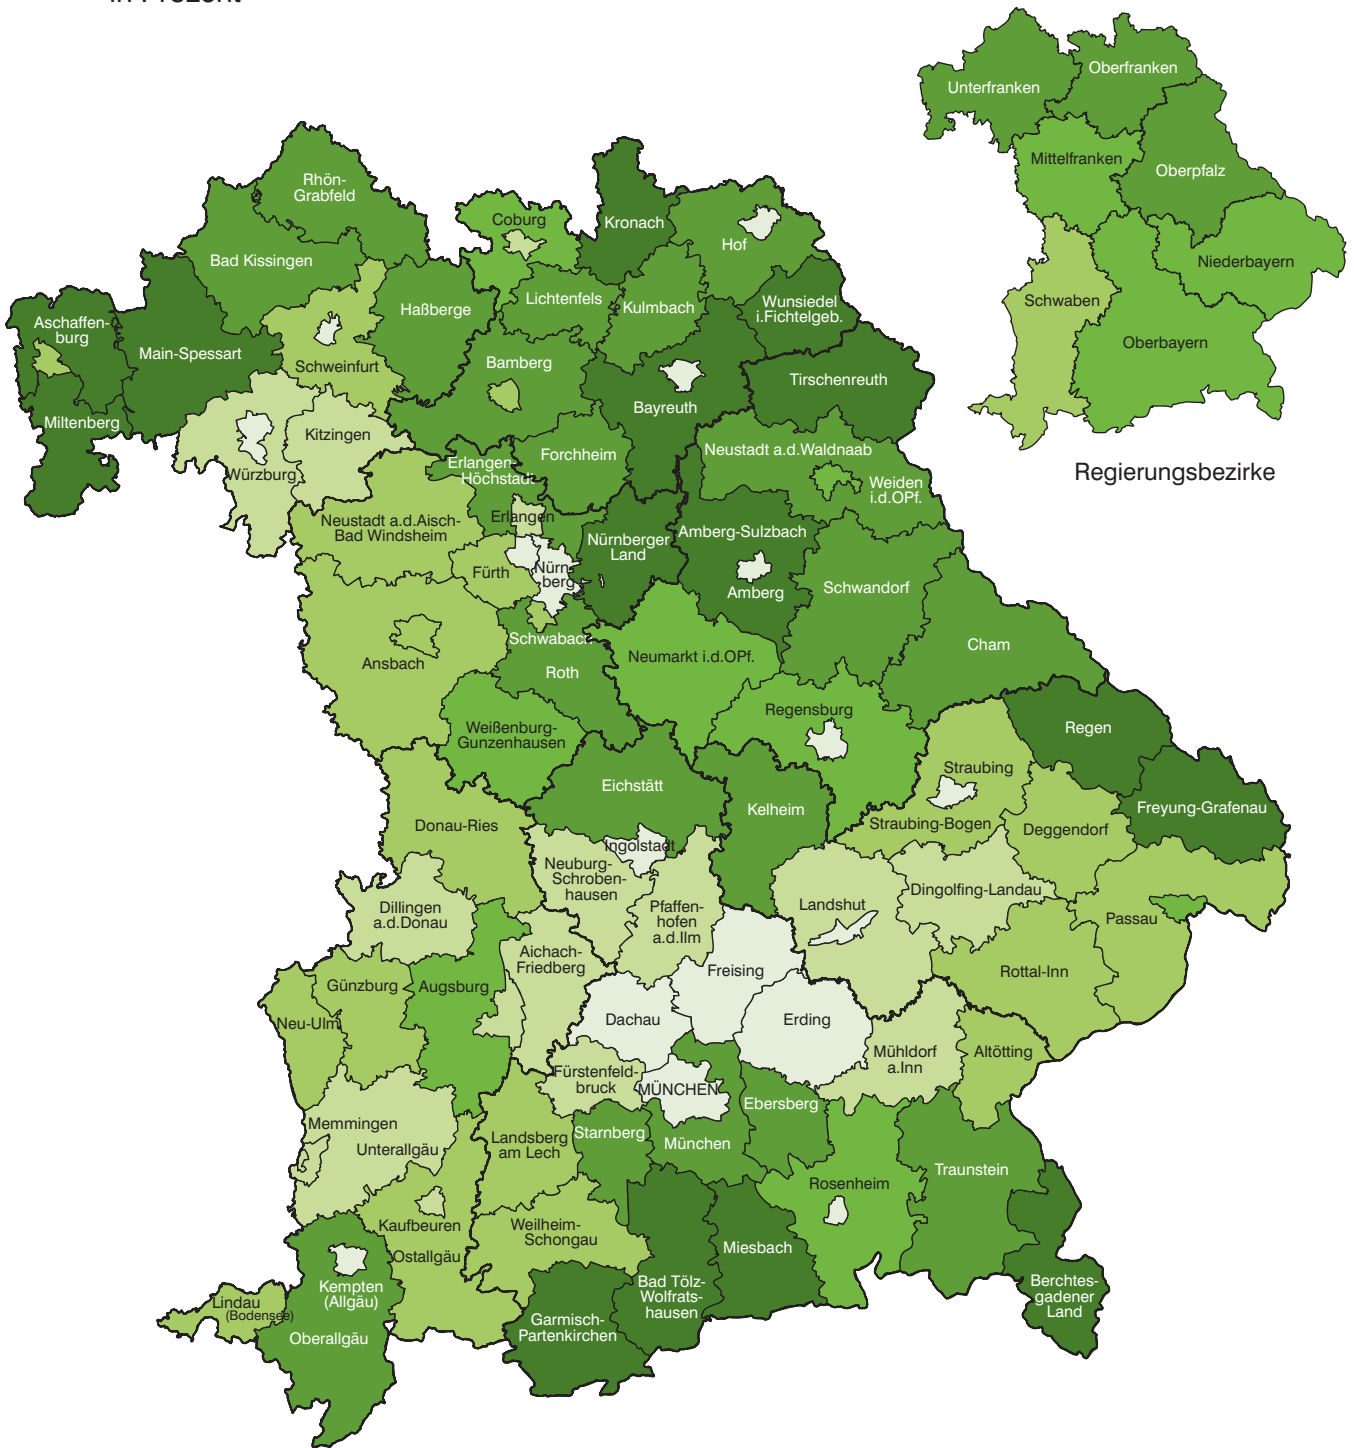 Oberfranken
Unterfranken
Mittelfranken
Oberpfalz
Niederbayern
Schwaben
Oberbayern
Regierungsbezirke
Rhön-
Grabfeld
Coburg
Kronach
Hof
Bad Kissingen
Lichtenfels
Kulmbach
Wunsiedel
i.Fichtelgeb.
Haßberge
Aschaffen-
burg
Main-Spessart
Schweinfurt
Bamberg
Tirschenreuth
Bayreuth
Miltenberg
Kitzingen
Würzburg
Erlangen-
Höchstadt
Forchheim
Neustadt a.d.Waldnaab
Weiden
i.d.OPf.
Neustadt a.d.Aisch-
Bad Windsheim
Erlangen
Nürnberger
Land
Amberg-Sulzbach
Fürth
Nürn-
berg
Amberg
Schwandorf
Ansbach
Schwabach
Roth
Neumarkt i.d.OPf.
Cham
Weißenburg-
Gunzenhausen
Regensburg
Regen
Eichstätt
Kelheim
Straubing
Straubing-Bogen
Deggendorf
Freyung-Grafenau
Donau-Ries
Ingolstadt
Neuburg-
Schroben-
hausen
Dillingen
a.d.Donau
Pfaffen-
hofen
a.d.Ilm
Landshut
Dingolfing-Landau
Passau
Aichach-
Friedberg
Freising
Rottal-Inn
Günzburg
Augsburg
Neu-Ulm
Dachau
Erding
Mühldorf
a.Inn
Altötting
Fürstenfeld-
bruck
MÜNCHEN
Ebersberg
Memmingen
Unterallgäu
Landsberg
am Lech
Starnberg
München
Traunstein
Rosenheim
Kaufbeuren
Ostallgäu
Weilheim-
Schongau
Miesbach
Kempten
(Allgäu)
Oberallgäu
Lindau
(Bodensee)
Bad Tölz-
Wolfrats-
hausen
Garmisch-
Partenkirchen
Berchtes-
gadener
Land